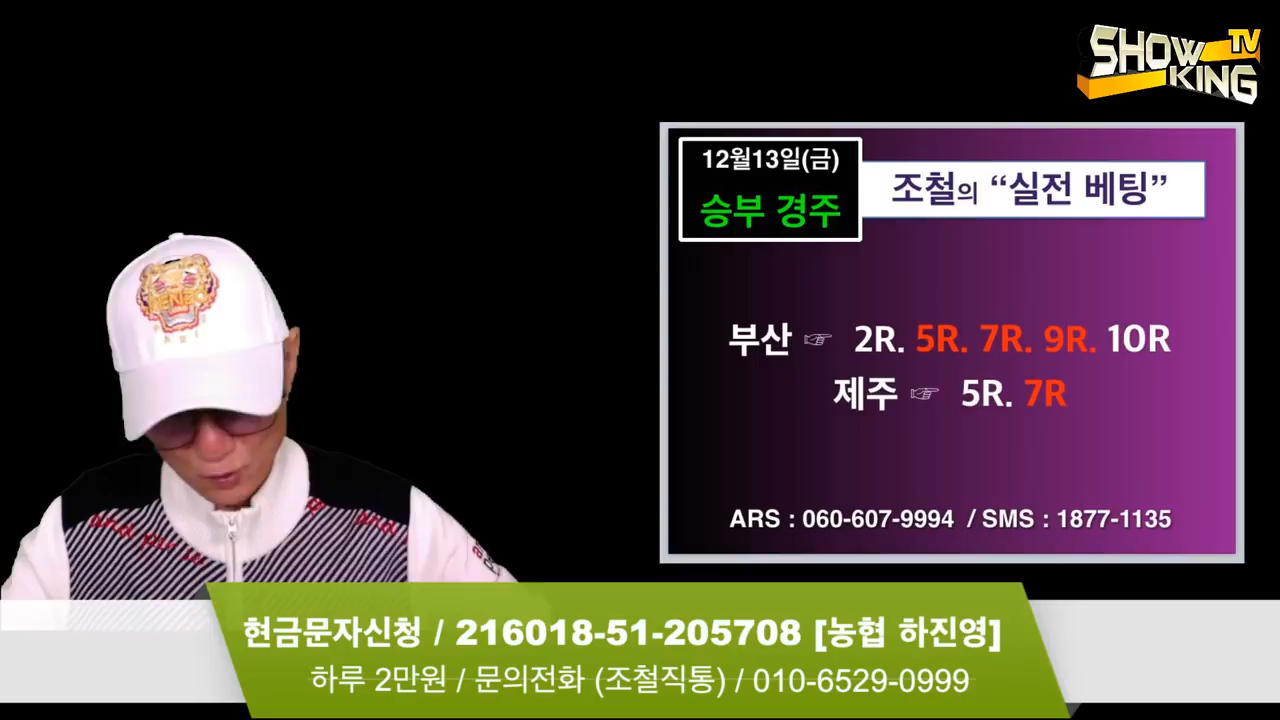 SHOW TV
KING
12월13일(금)
승부 경주
조철의 “실전 베팅”
부산 ☞ 2R. 5R. 7R. 9R. 10R
제주 ☞ 5R. 7R
ARS : 060-607-9994 / SMS : 1877-1135
KENZO
현금문자신청 / 216018-51-205708 [농협 하진영]
하루 2만원 / 문의전화 (조철직통) / 010-6529-0999